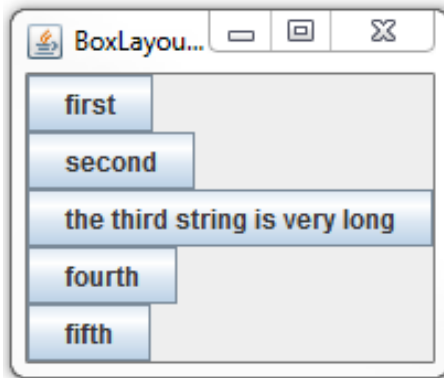 BoxLayou...
first
second
the third string is very long
fourth
fifth